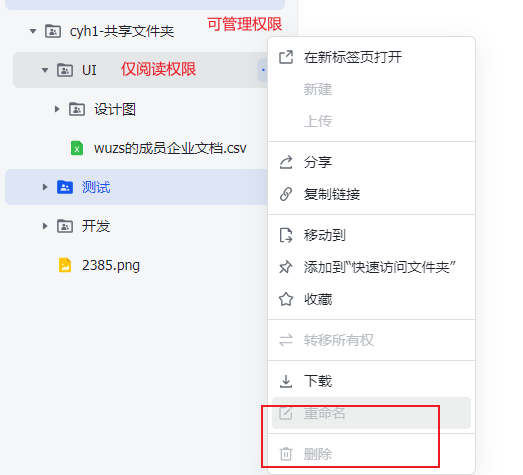 cyh1-共享文件夹
可管理权限
UI
仅阅读权限
设计图
wuzs的成员企业文档.csv
测试
开发
2385.png
在新标签页打开
新建
上传
分享
复制链接
移动到
添加到“快速访问文件夹”
收藏
转移所有权
下载
重命名
删除